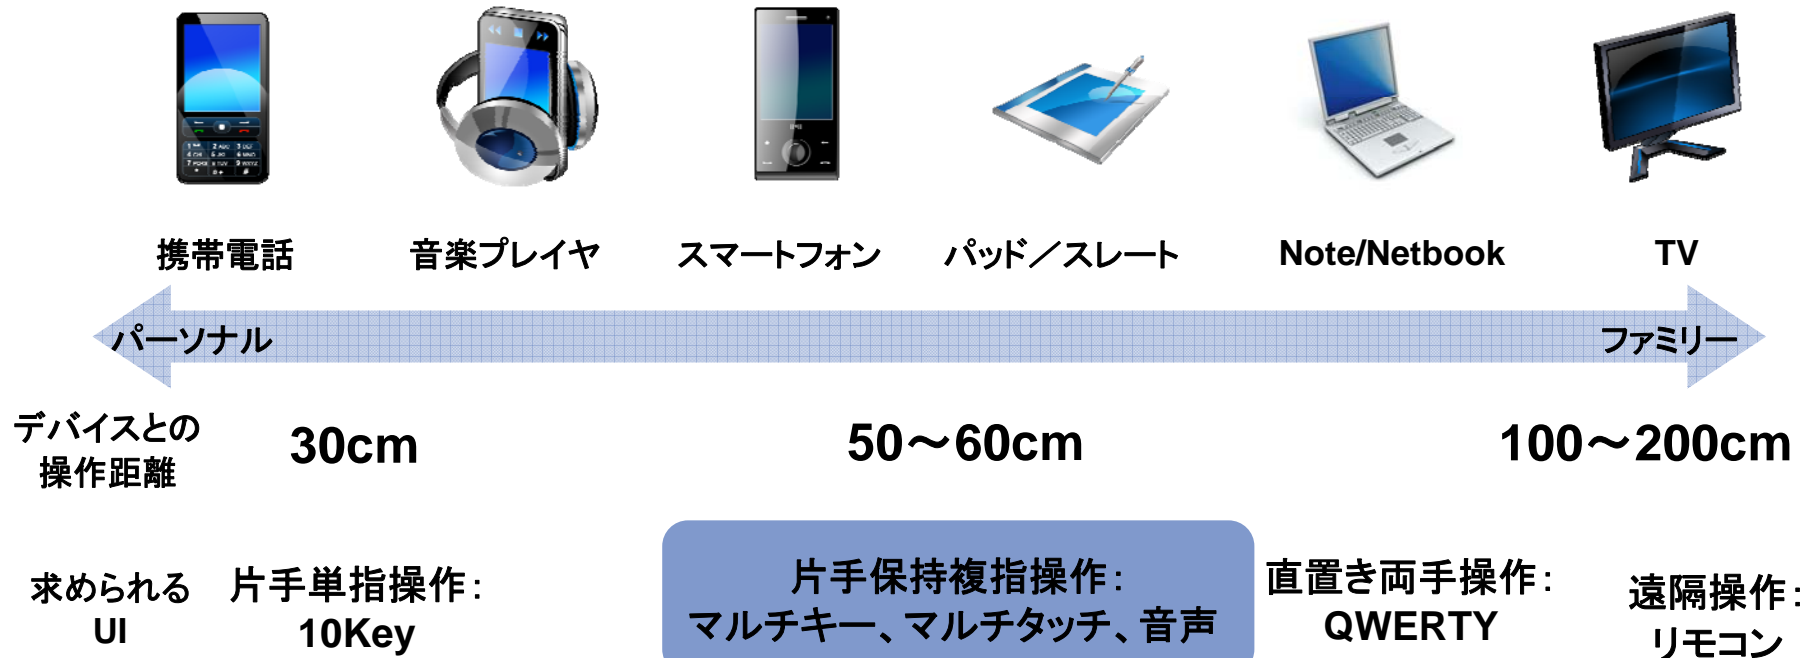 携帯電話
音楽プレイヤ
スマートフォン
パッド／スレート
Note/Netbook
TV
パーソナル
ファミリー
デバイスとの
操作距離
30cm
50～60cm
100～200cm
求められる
UI
片手単指操作：
10Key
片手保持複指操作：
マルチキー、マルチタッチ、音声
直置き両手操作：
QWERTY
遠隔操作：
リモコン